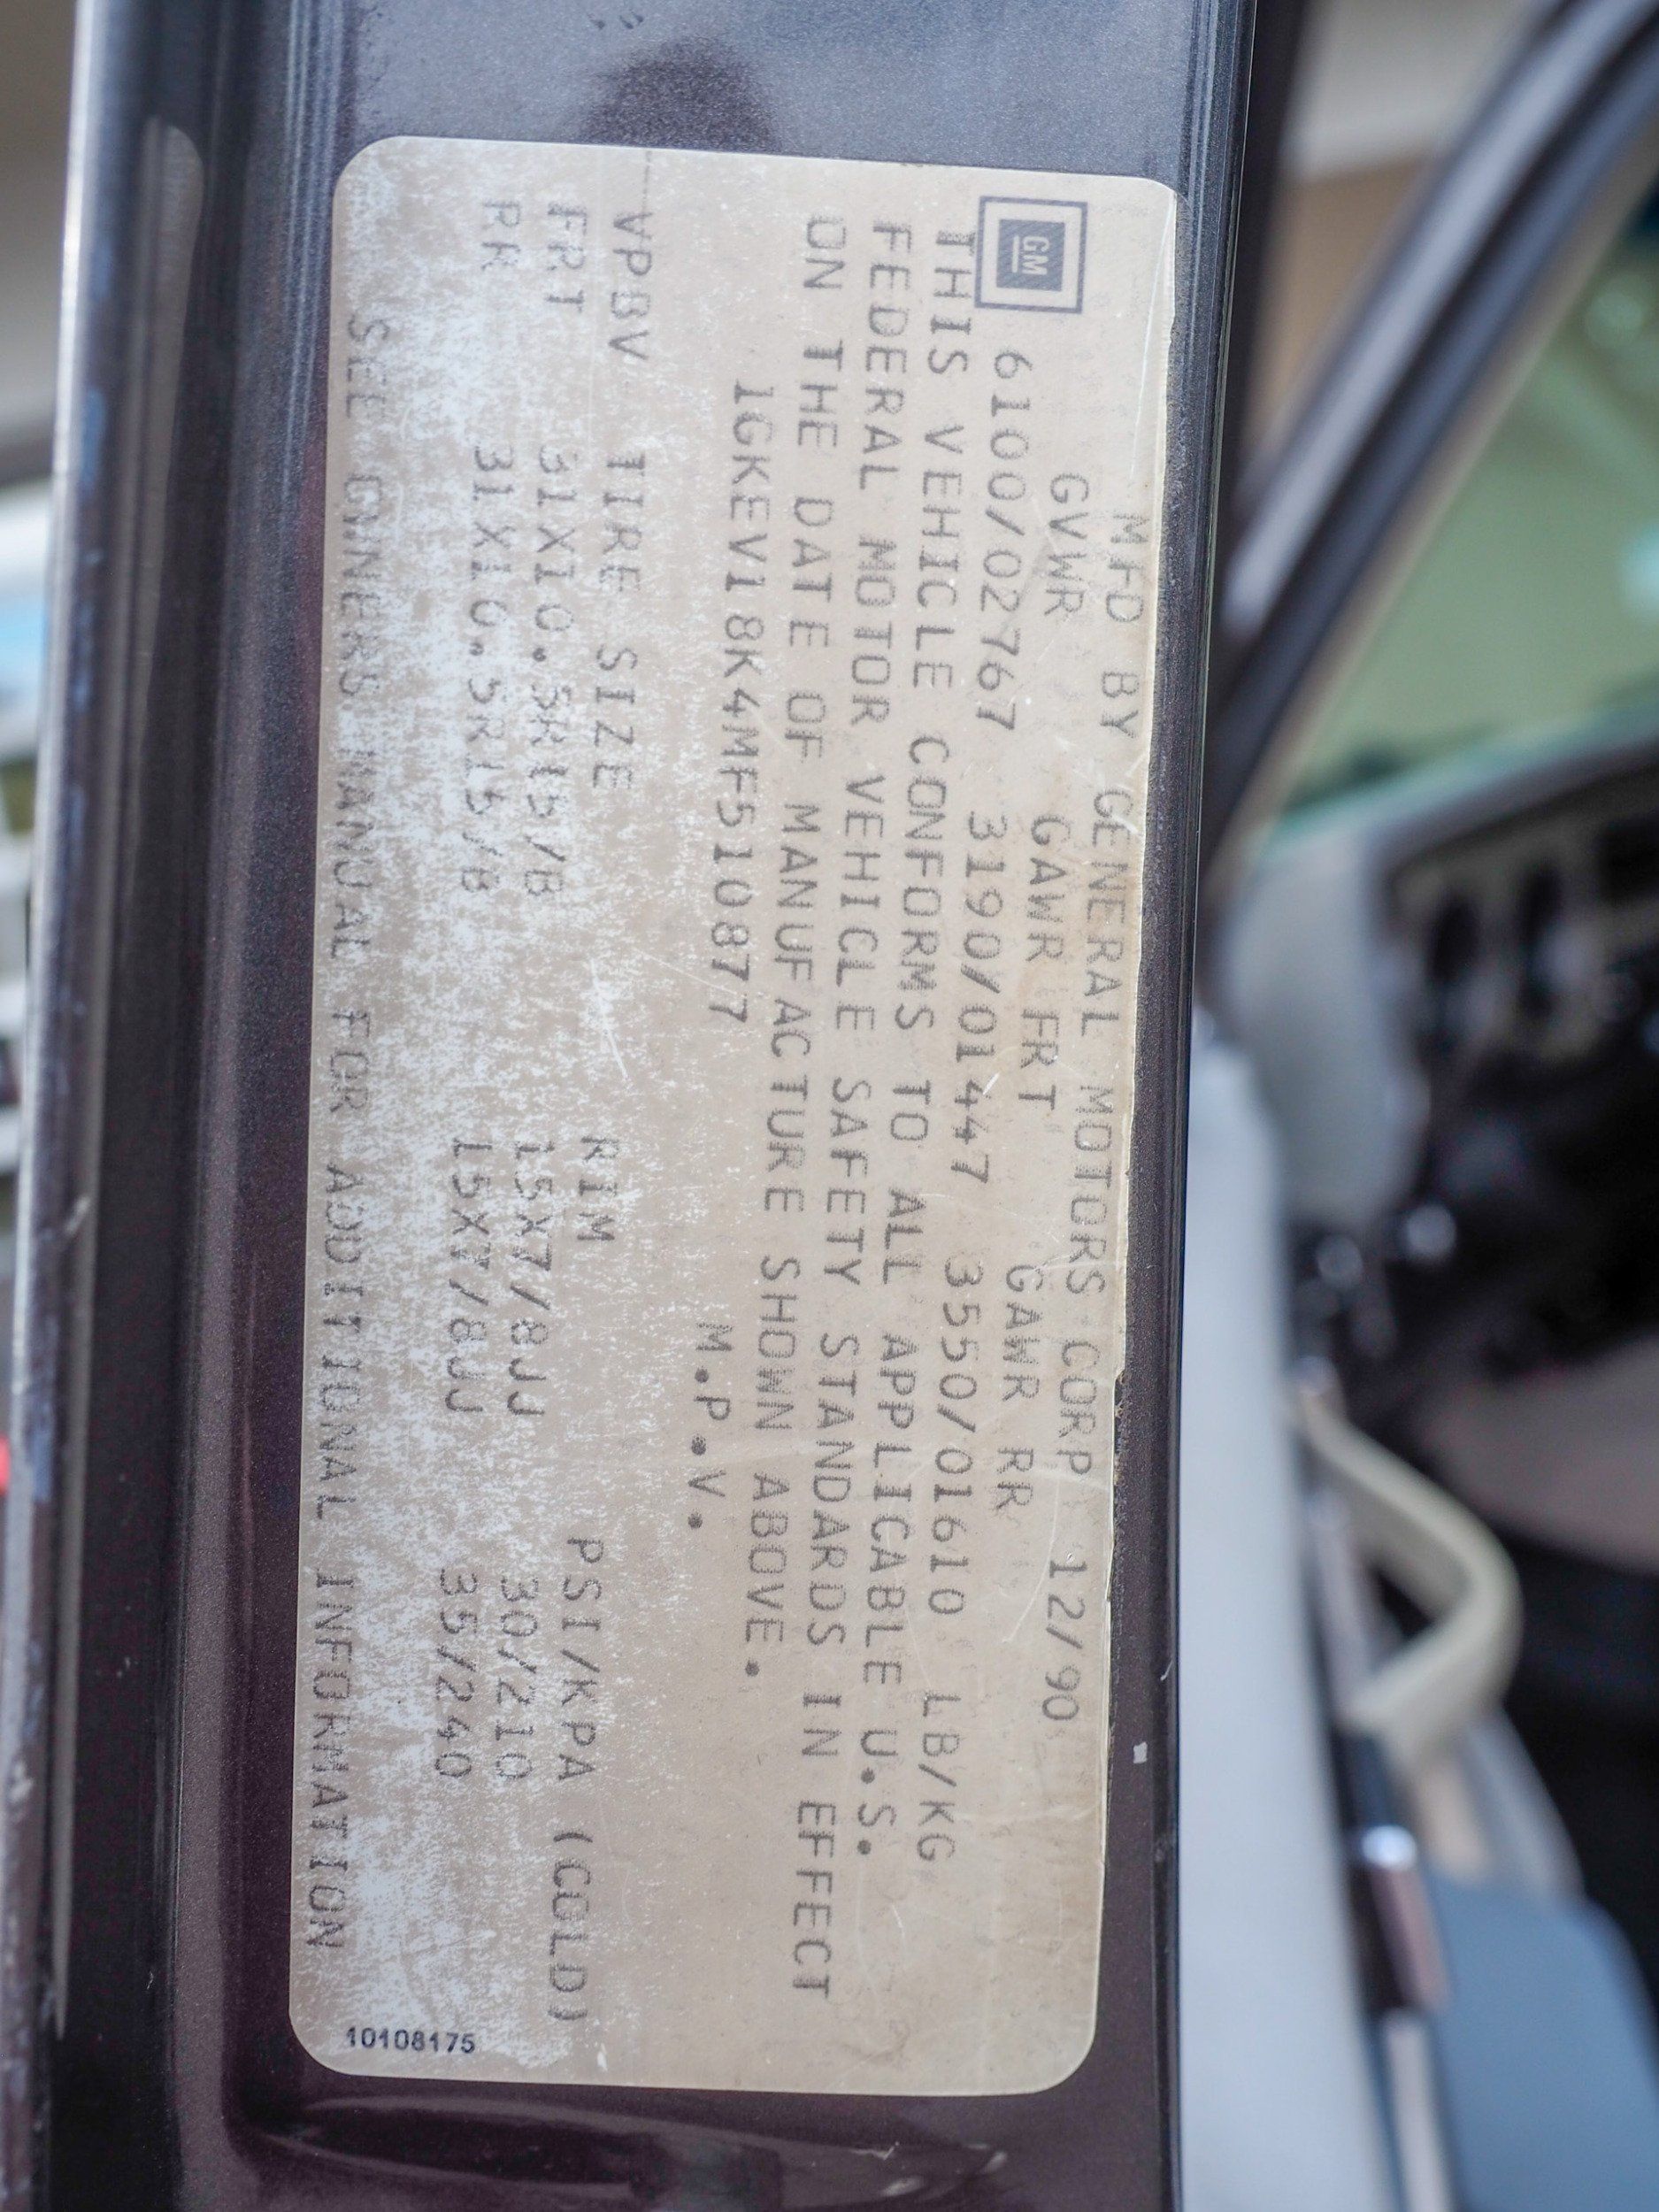 GM
MFD BY GENERAL MOTORS CORP 12/90
GVWR GAWR FRT GAWR RR
6100/02767 3190/01447 3550/01610 LB/KG
THIS VEHICLE CONFORMS TO ALL APPLICABLE U.S.
FEDERAL MOTOR VEHICLE SAFETY STANDARDS IN EFFECT
ON THE DATE OF MANUFACTURE SHOWN ABOVE.
1GKEV18K4MF510877 M.P.V.
VPBV TIRE SIZE RIM PSI/KPA (COLD)
FRT 31X10.5R15/B 15X7/8JJ 30/210
RR 31X10.5R15/B 15X7/8JJ 35/240
SEE OWNERS MANUAL FOR ADDITIONAL INFORMATION
10108175